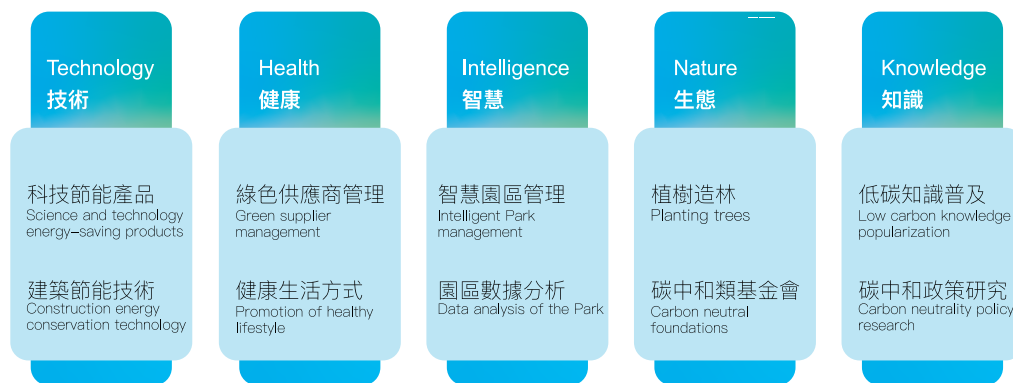 Technology
技術
科技節能產品
Science and technology
energy–saving products
建築節能技術
Construction energy
conservation technology
Health
健康
綠色供應商管理
Green supplier
management
健康生活方式
Promotion of healthy
lifestyle
Intelligence
智慧
智慧園區管理
Intelligent Park
management
園區數據分析
Data analysis of the Park
Nature
生態
植樹造林
Planting trees
碳中和類基金會
Carbon neutral
foundations
Knowledge
知識
低碳知識普及
Low carbon knowledge
popularization
碳中和政策研究
Carbon neutrality policy
research